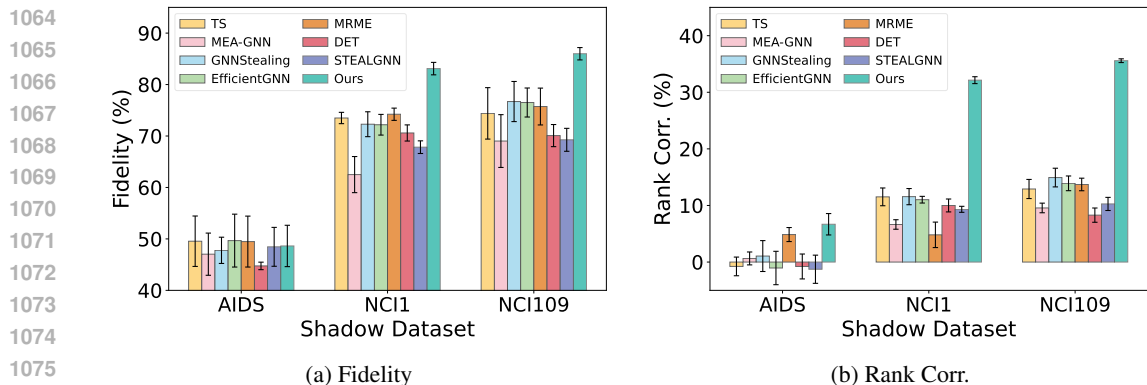 1064
1065
1066
1067
1068
1069
1070
1071
1072
1073
1074
1075
Fidelity (%)
90
80
70
60
50
40
TS
MEA-GNN
GNNStealing
EfficientGNN
MRME
DET
STEALGNN
Ours
AIDS
NCI1
NCI109
Shadow Dataset
(a) Fidelity
Rank Corr. (%)
40
30
20
10
0
TS
MEA-GNN
GNNStealing
EfficientGNN
MRME
DET
STEALGNN
Ours
AIDS
NCI1
NCI109
Shadow Dataset
(b) Rank Corr.